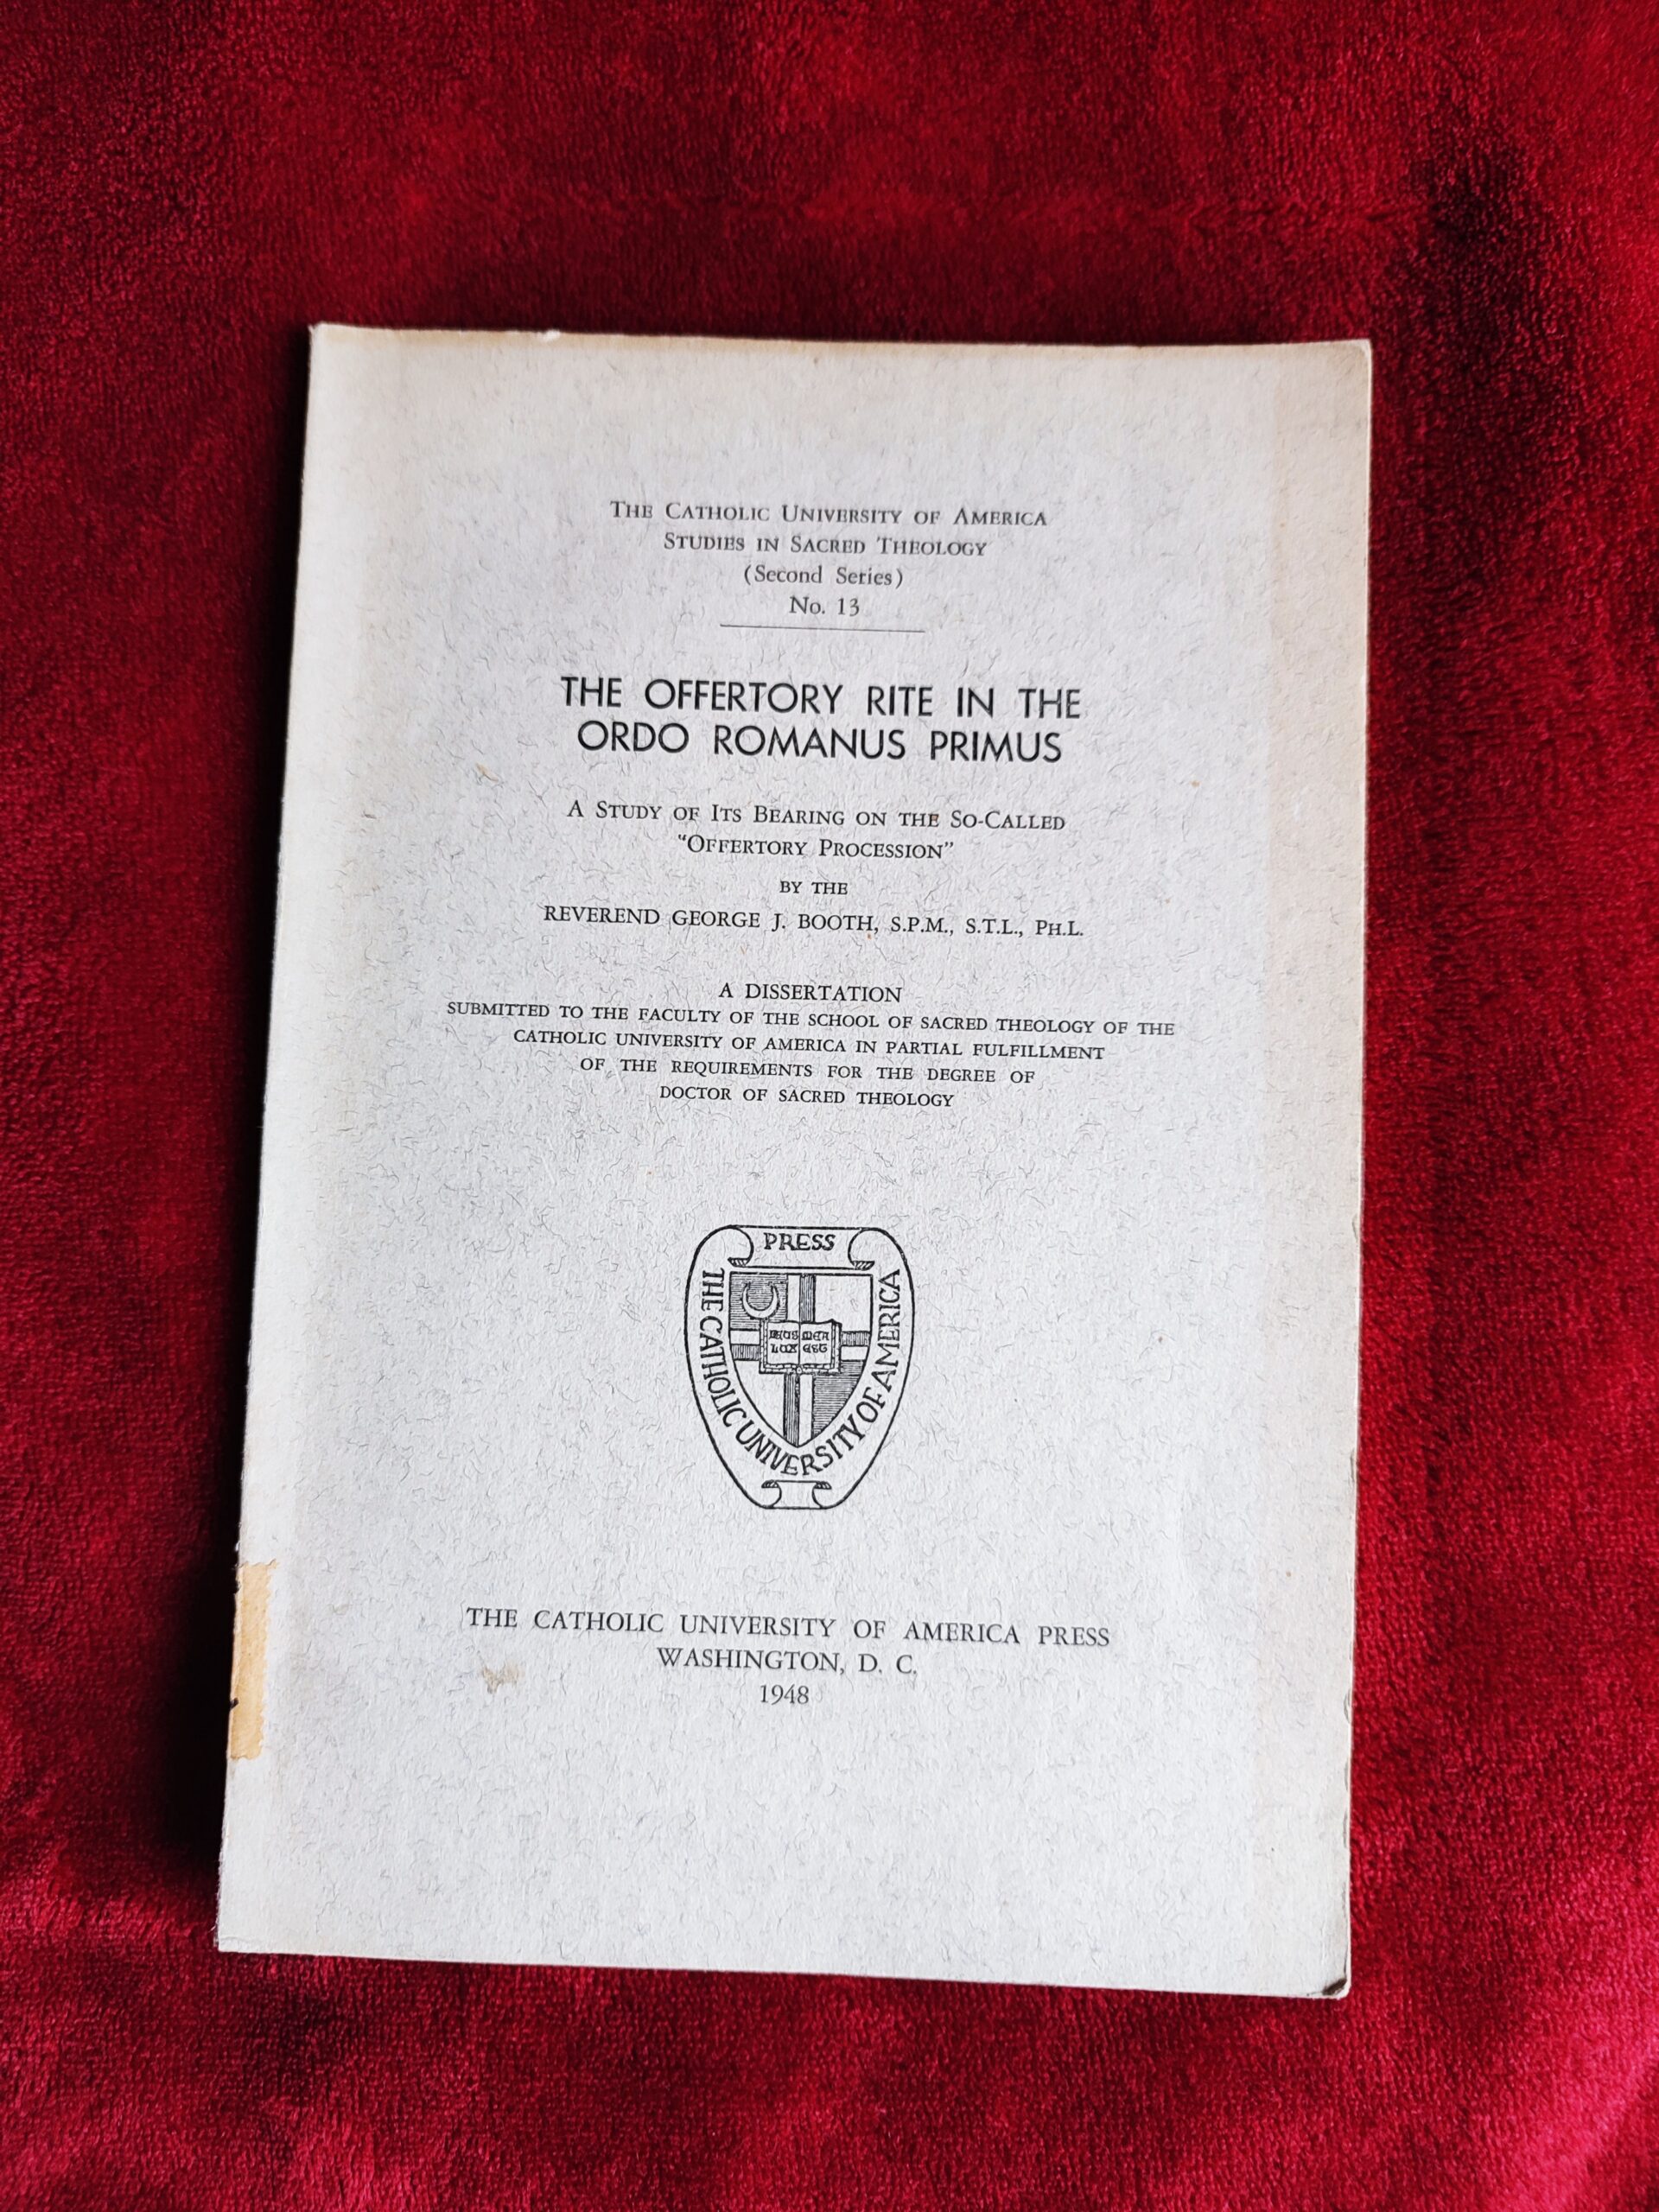 THE CATHOLIC UNIVERSITY OF AMERICA
STUDIES IN SACRED THEOLOGY
(Second Series)
No. 13
THE OFFERTORY RITE IN THE
ORDO ROMANUS PRIMUS
A STUDY OF ITS BEARING ON THE SO-CALLED
"OFFERTORY PROCESSION"
BY THE
REVEREND GEORGE J. BOOTH, S.P.M., S.T.L., PH.L.
A DISSERTATION
SUBMITTED TO THE FACULTY OF THE SCHOOL OF SACRED THEOLOGY OF THE
CATHOLIC UNIVERSITY OF AMERICA IN PARTIAL FULFILLMENT
OF THE REQUIREMENTS FOR THE DEGREE OF
DOCTOR OF SACRED THEOLOGY
PRESS
THE CATHOLIC UNIVERSITY OF AMERICA
DEUS MEA
LUX EST
THE CATHOLIC UNIVERSITY OF AMERICA PRESS
WASHINGTON, D. C.
1948